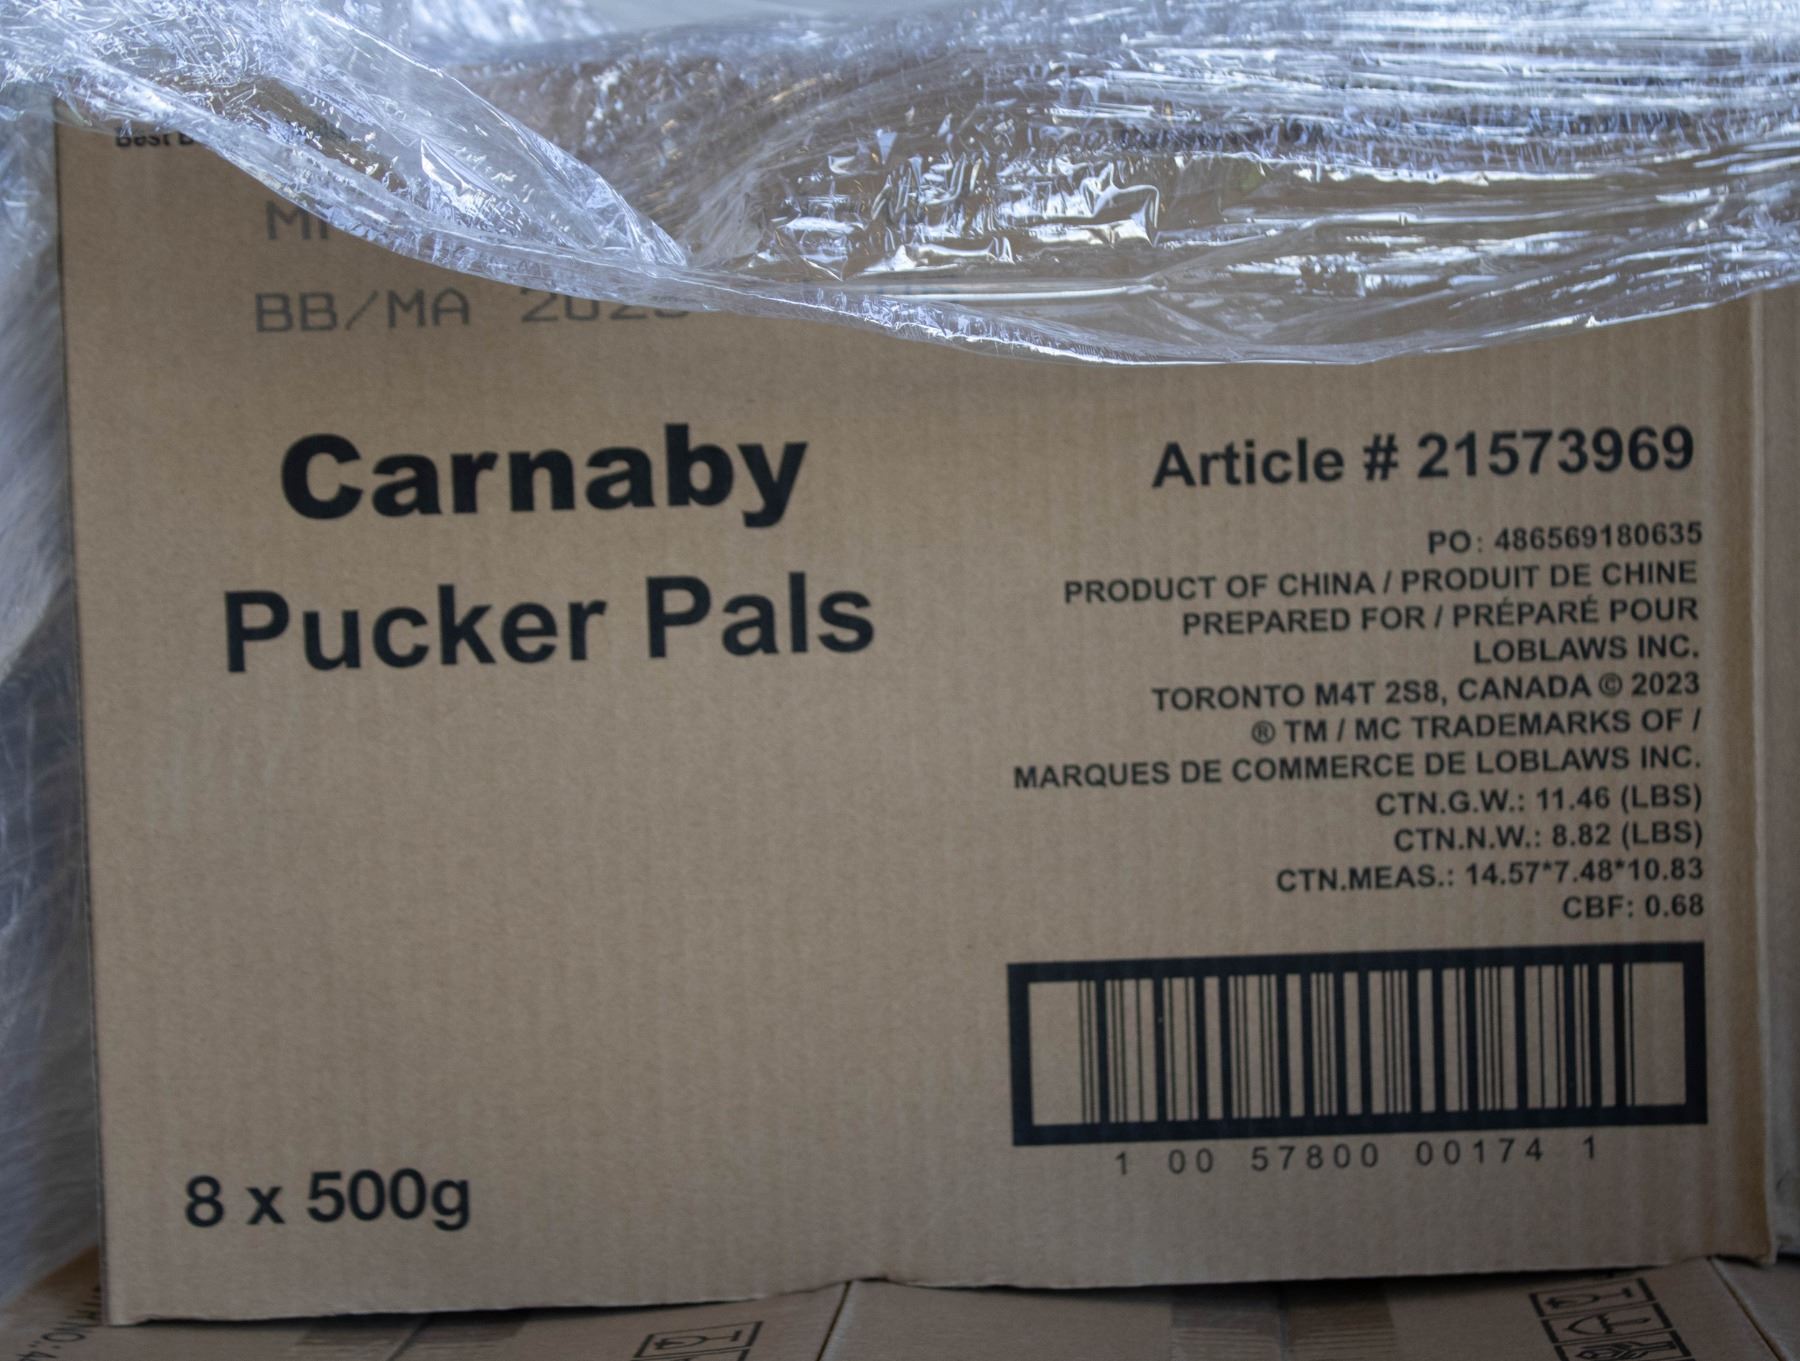 Best
BB/MA 2025
Carnaby
Pucker Pals
8 x 500g
Article # 21573969
PO: 486569180635
PRODUCT OF CHINA / PRODUIT DE CHINE
PREPARED FOR / PRÉPARÉ POUR
LOBLAWS INC.
TORONTO M4T 2S8, CANADA © 2023
® TM / MC TRADEMARKS OF /
MARQUES DE COMMERCE DE LOBLAWS INC.
CTN.G.W.: 11.46 (LBS)
CTN.N.W.: 8.82 (LBS)
CTN.MEAS.: 14.57*7.48*10.83
CBF: 0.68
1 00 57800 00174 1